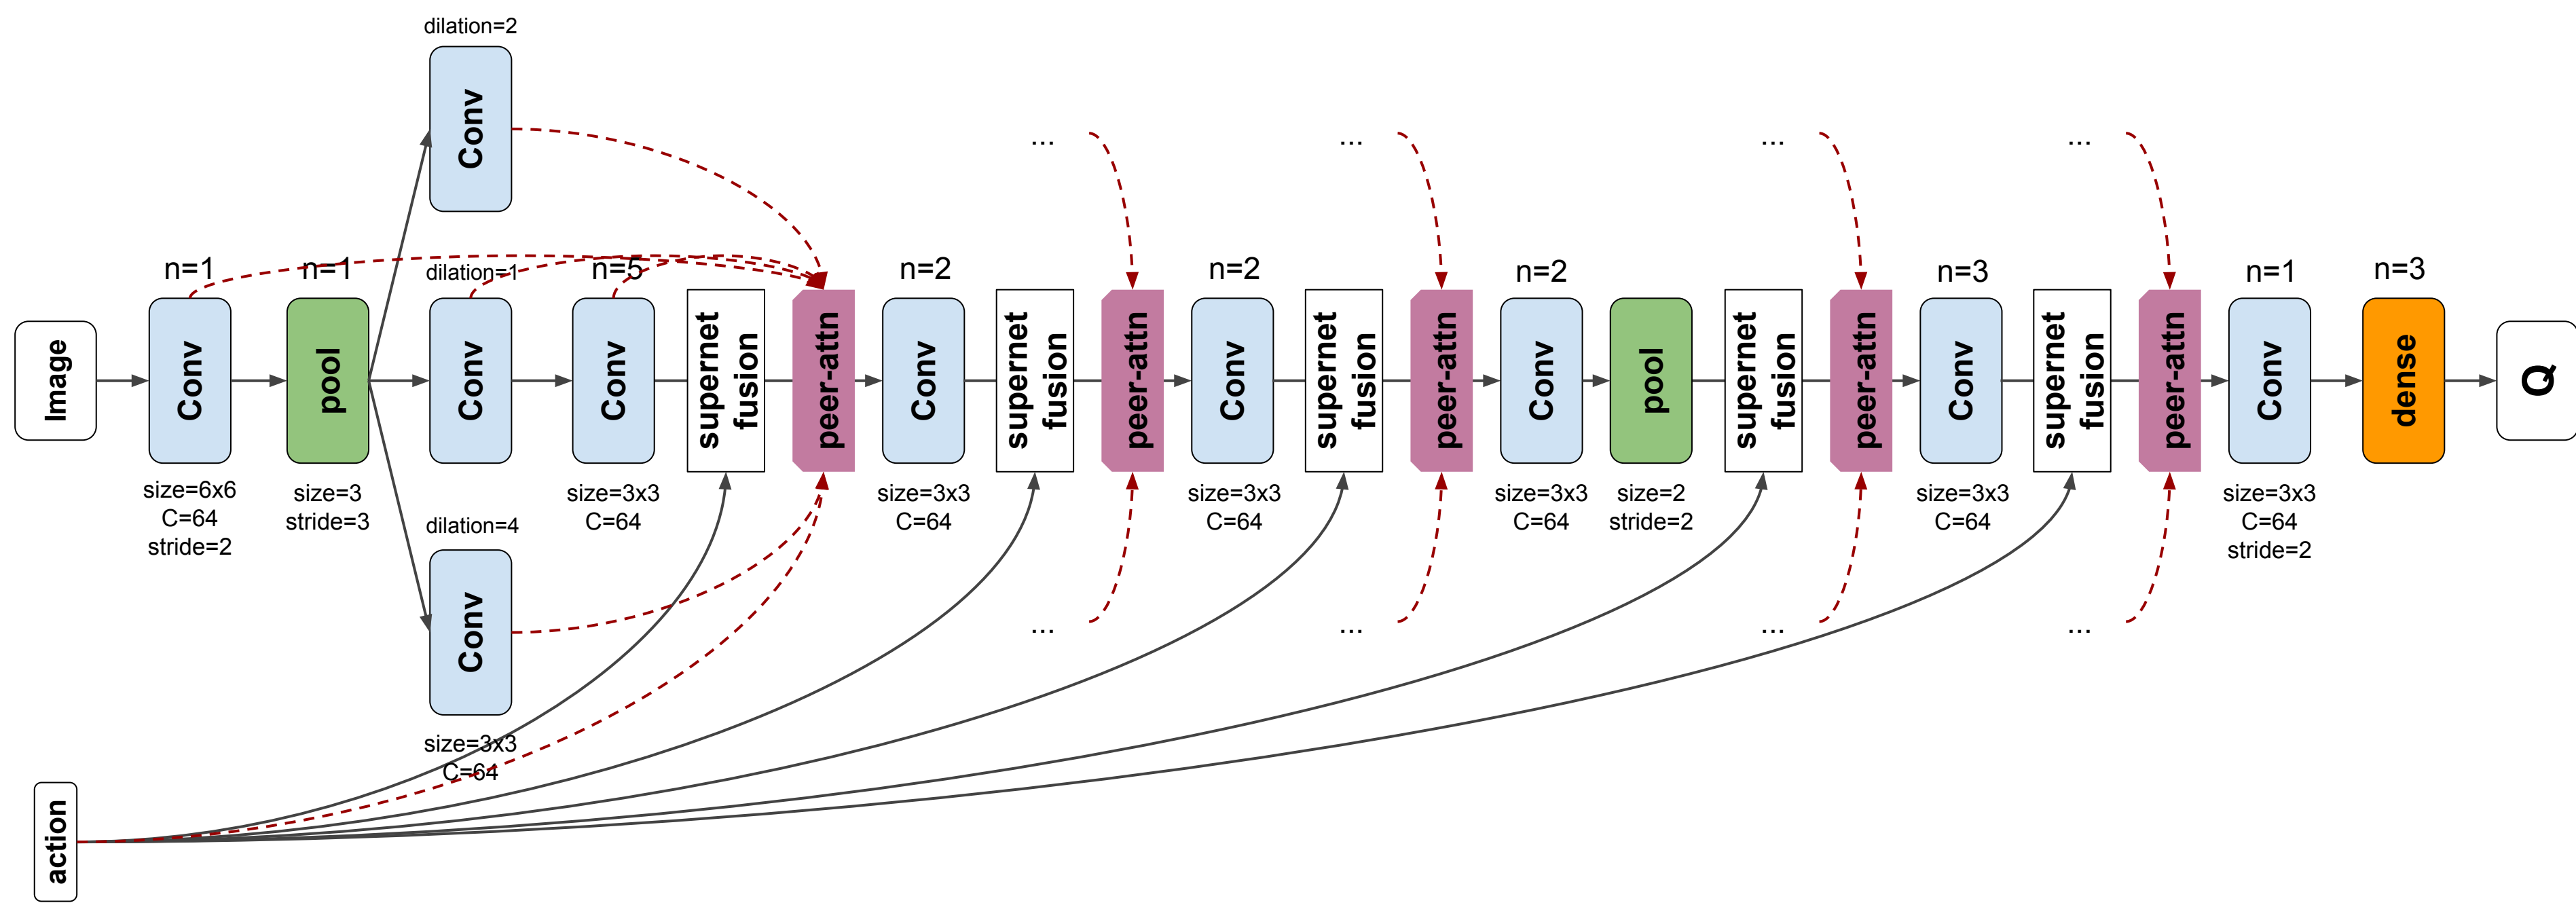 dilation=2
Conv
... ... ... ...
n=1 n=1 dilation=1 n=5 n=2 n=2 n=2 n=3 n=1 n=3
Image Conv pool Conv Conv supernet fusion peer-attn Conv supernet fusion peer-attn Conv supernet fusion peer-attn Conv pool supernet fusion peer-attn Conv supernet fusion peer-attn Conv dense Q
size=6x6 size=3 size=3x3 size=3x3 size=3x3 size=3x3 size=2 size=3x3 size=3x3
C=64 stride=3 C=64 C=64 C=64 C=64 stride=2 C=64 C=64
stride=2 stride=2
dilation=4
Conv
... ... ... ...
size=3x3
C=64
action